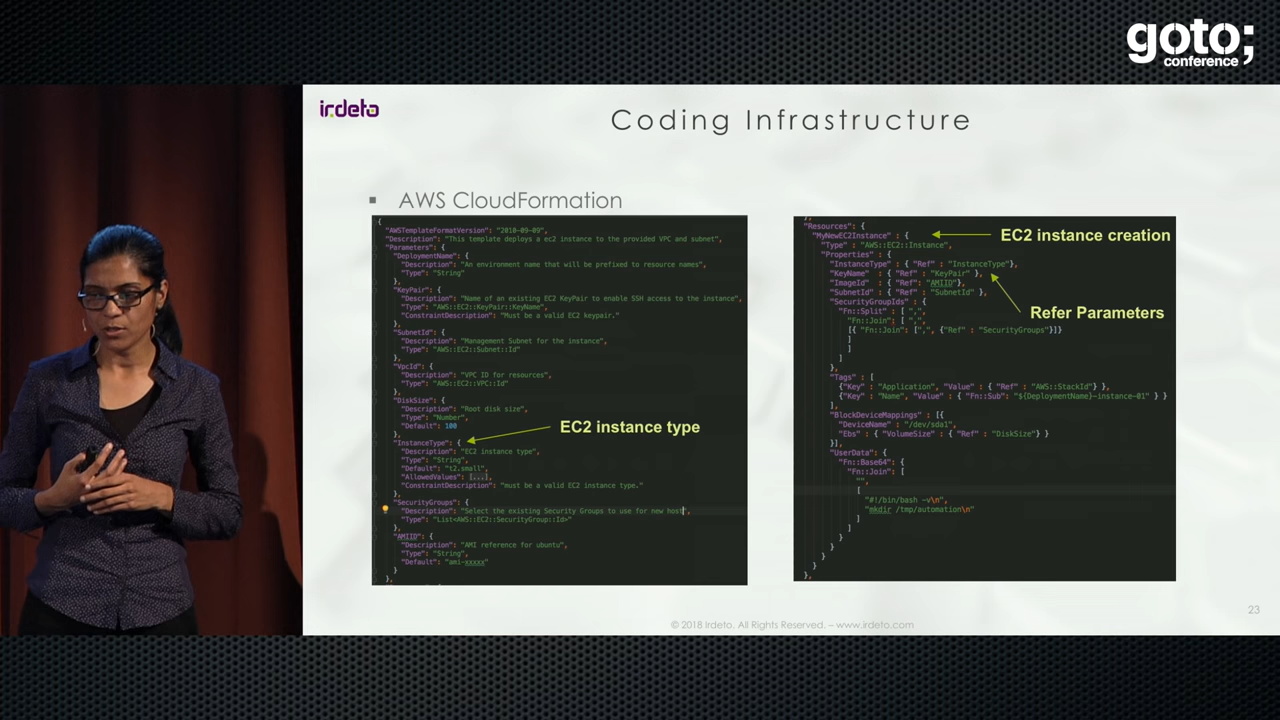 goto;
conference
irdeto
Coding Infrastructure
▪ AWS CloudFormation
{
"AWSTemplateFormatVersion": "2010-09-09",
"Description": "This template deploys a ec2 instance to the provided VPC and subnet",
"Parameters": {
"DeploymentName": {
"Description": "An environment name that will be prefixed to resource names",
"Type": "String"
},
"KeyPair": {
"Description": "Name of an existing EC2 KeyPair to enable SSH access to the instance",
"Type": "AWS::EC2::KeyPair::KeyName",
"ConstraintDescription": "Must be a valid EC2 keypair."
},
"SubnetId": {
"Description": "Management Subnet for the instance",
"Type": "AWS::EC2::Subnet::Id"
},
"VpcId": {
"Description": "VPC ID for resources",
"Type": "AWS::EC2::VPC::Id"
},
"DiskSize": {
"Description": "Root disk size",
"Type": "Number",
"Default": 100
},
"InstanceType": {
"Description": "EC2 instance type",
"Type": "String",
"Default": "t2.small",
"AllowedValues": [...],
"ConstraintDescription": "must be a valid EC2 instance type."
},
"SecurityGroups": {
"Description": "Select the existing Security Groups to use for new host",
"Type": "List<AWS::EC2::SecurityGroup::Id>"
},
"AMIID": {
"Description": "AMI reference for ubuntu",
"Type": "String",
"Default": "ami-xxxxx"
}
},
EC2 instance type
},
"Resources": {
"MyNewEC2Instance" : {
"Type" : "AWS::EC2::Instance",
"Properties" : {
"InstanceType" : { "Ref" : "InstanceType"},
"KeyName" : { "Ref" : "KeyPair" },
"ImageId" : { "Ref": "AMIID"},
"SubnetId" : { "Ref": "SubnetId" },
"SecurityGroupIds" : {
"Fn::Split" : [ ",",
"Fn::Join" : [ ",",
[{ "Fn::Join": [",", {"Ref" : "SecurityGroups"}]}
]
]
]
},
"Tags" : [
{"Key" : "Application", "Value" : { "Ref" : "AWS::StackId"} },
{"Key" : "Name", "Value" : { "Fn::Sub": "${DeploymentName}-instance-01" } }
],
"BlockDeviceMappings" : [{
"DeviceName" : "/dev/sda1",
"Ebs" : { "VolumeSize" : { "Ref" : "DiskSize"} }
}],
"UserData" : {
"Fn::Base64": {
"Fn::Join": [
"",
[
"#!/bin/bash -v\n",
"mkdir /tmp/automation\n"
]
]
}
}
}
}
},
EC2 instance creation
Refer Parameters
23
© 2018 Irdeto. All Rights Reserved. – www.irdeto.com